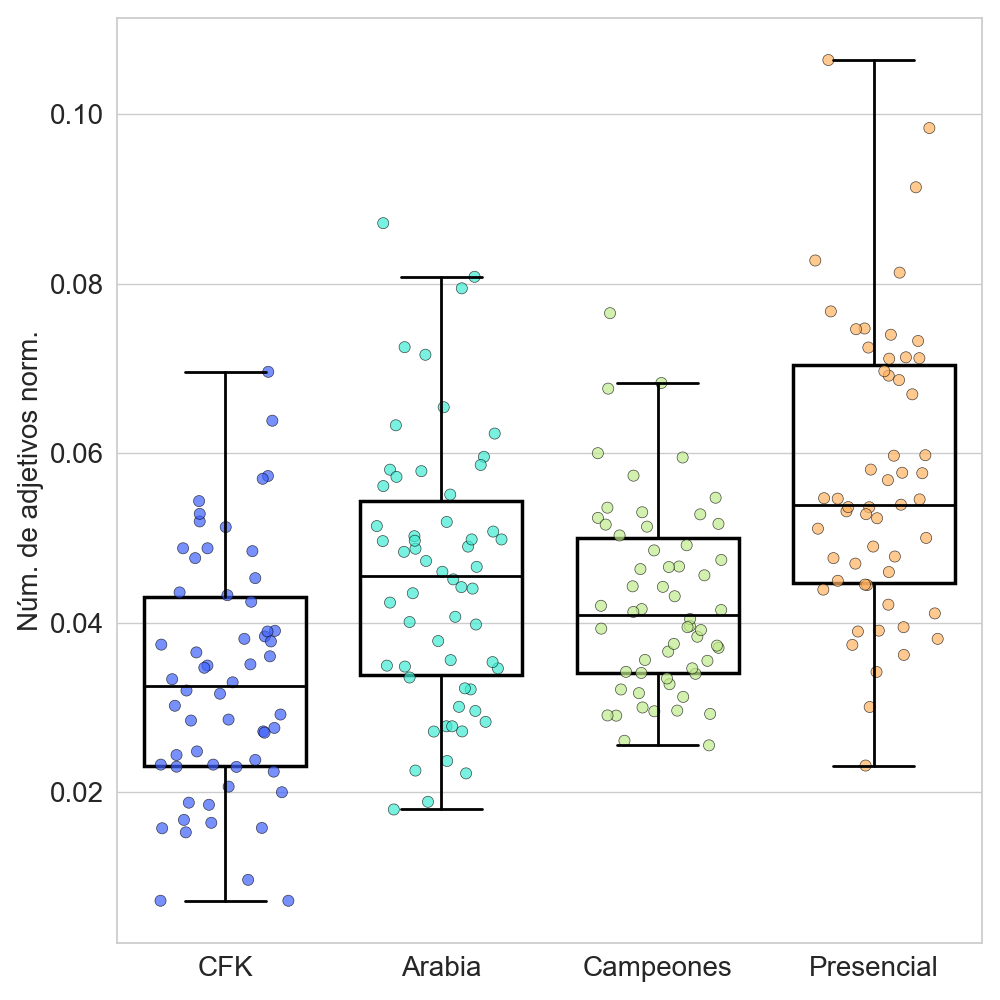 Núm. de adjetivos norm.
0.10
0.08
0.06
0.04
0.02
CFK
Arabia
Campeones
Presencial